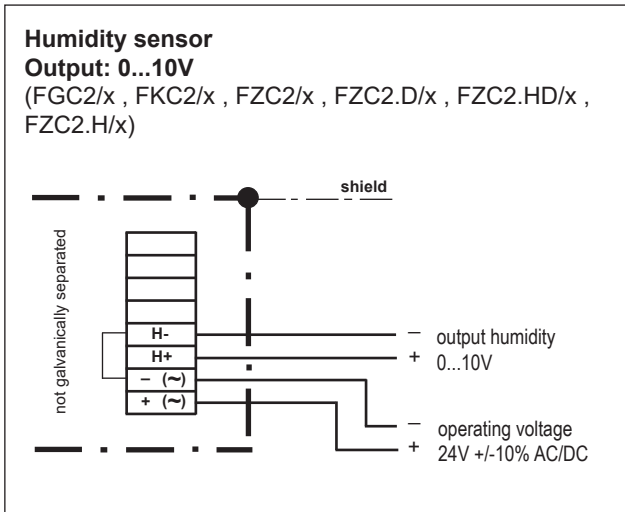 Humidity sensor
Output: 0...10V
(FGC2/x , FKC2/x , FZC2/x , FZC2.D/x , FZC2.HD/x ,
FZC2.H/x)
shield
not galvanically separated
H-
H+
− (~)
+ (~)
− output humidity
+ 0...10V
− operating voltage
+ 24V +/-10% AC/DC